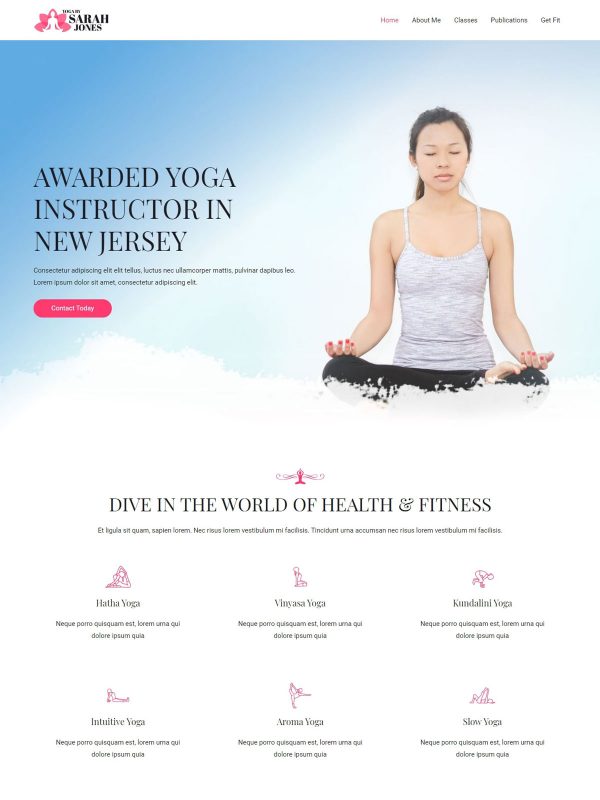 YOGA BY
SARAH
JONES
Home About Me Classes Publications Get Fit
AWARDED YOGA
INSTRUCTOR IN
NEW JERSEY
Consectetur adipiscing elit elit tellus, luctus nec ullamcorper mattis, pulvinar dapibus leo.
Lorem ipsum dolor sit amet, consectetur adipiscing elit.
Contact Today
DIVE IN THE WORLD OF HEALTH & FITNESS
Et ligula sit quam, sapien lorem. Nec risus lorem vestibulum mi facilisis. Tincidunt urna accumsan nec risus lorem vestibulum mi facilisis.
Hatha Yoga
Neque porro quisquam est, lorem urna qui
dolore ipsum quia
Vinyasa Yoga
Neque porro quisquam est, lorem urna qui
dolore ipsum quia
Kundalini Yoga
Neque porro quisquam est, lorem urna qui
dolore ipsum quia
Intuitive Yoga
Neque porro quisquam est, lorem urna qui
dolore ipsum quia
Aroma Yoga
Neque porro quisquam est, lorem urna qui
dolore ipsum quia
Slow Yoga
Neque porro quisquam est, lorem urna qui
dolore ipsum quia